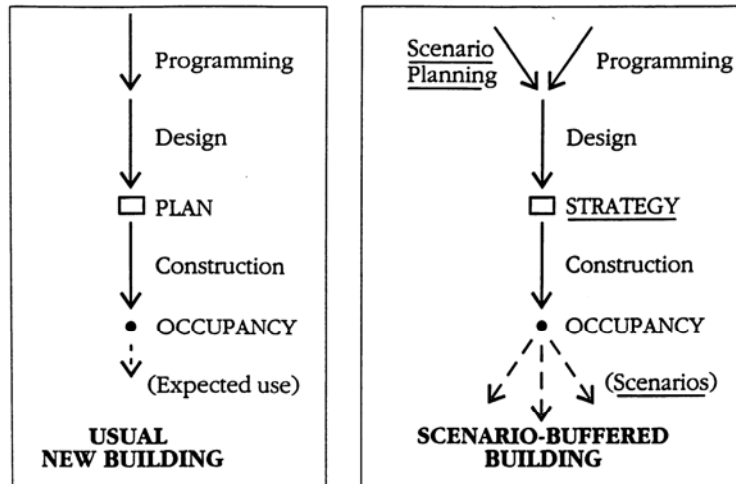 Programming
Design
PLAN
Construction
OCCUPANCY
(Expected use)
USUAL
NEW BUILDING
Scenario
Planning
Programming
Design
STRATEGY
Construction
OCCUPANCY
(Scenarios)
SCENARIO-BUFFERED
BUILDING